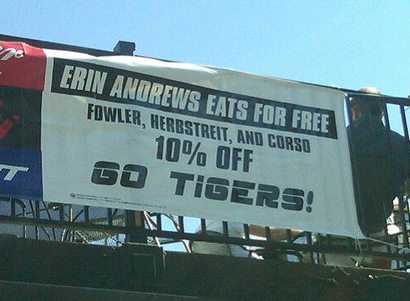 ERIN ANDREWS EATS FOR FREE
FOWLER, HERBSTREIT, AND CORSO
10% OFF
GO TIGERS!